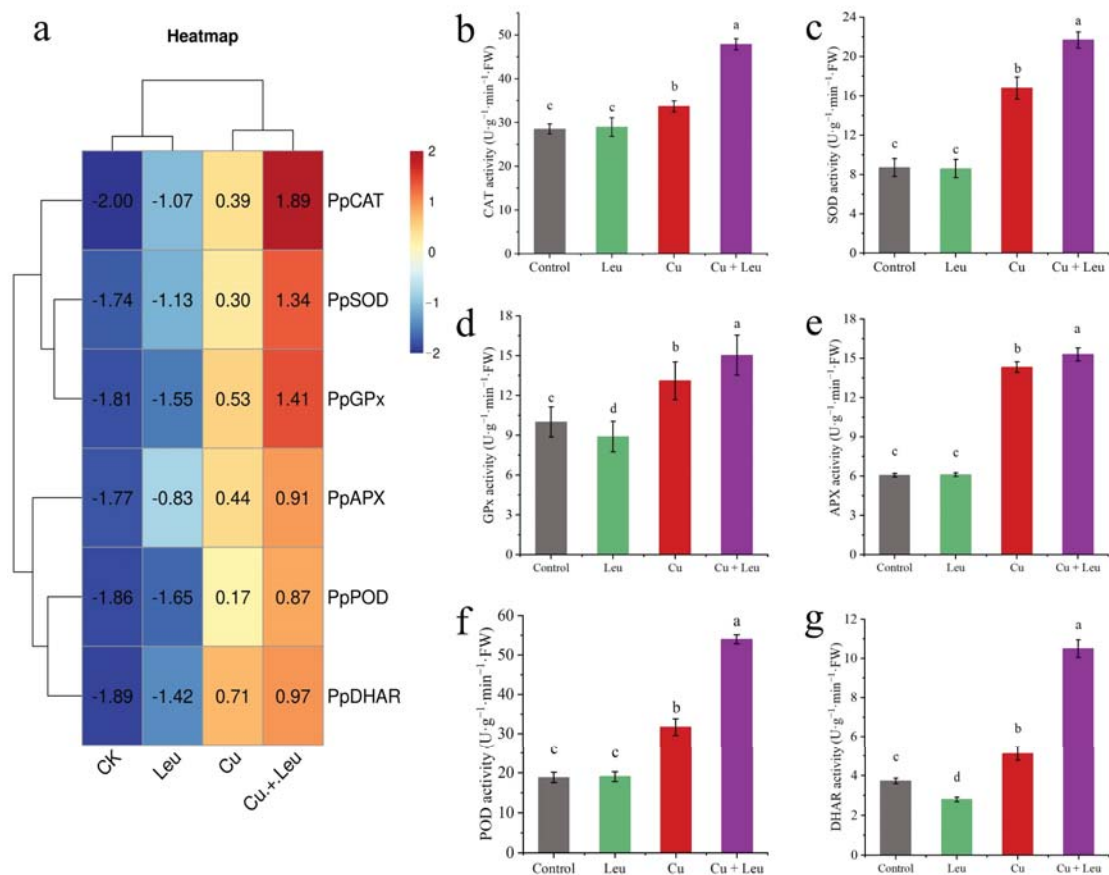 a
Heatmap
-2.00 -1.07 0.39 1.89 PpCAT
-1.74 -1.13 0.30 1.34 PpSOD
-1.81 -1.55 0.53 1.41 PpGPx
-1.77 -0.83 0.44 0.91 PpAPX
-1.86 -1.65 0.17 0.87 PpPOD
-1.89 -1.42 0.71 0.97 PpDHAR
CK Leu Cu Cu.+.Leu
2
1
0
-1
-2
b
CAT activity (U·g⁻¹·min⁻¹·FW)
50
40
30
20
10
0
c c b a
Control Leu Cu Cu + Leu
c
SOD activity (U·g⁻¹·min⁻¹·FW)
24
20
16
12
8
4
0
c c b a
Control Leu Cu Cu + Leu
d
GPx activity (U·g⁻¹·min⁻¹·FW)
18
15
12
9
6
3
0
c d b a
Control Leu Cu Cu + Leu
e
APX activity (U·g⁻¹·min⁻¹·FW)
18
15
12
9
6
3
0
c c b a
Control Leu Cu Cu + Leu
f
POD activity (U·g⁻¹·min⁻¹·FW)
60
50
40
30
20
10
0
c c b a
Control Leu Cu Cu + Leu
g
DHAR activity (U·g⁻¹·min⁻¹·FW)
12
10
8
6
4
2
0
c d b a
Control Leu Cu Cu + Leu